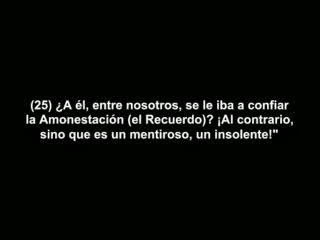 (25) ¿A él, entre nosotros, se le iba a confiar
la Amonestación (el Recuerdo)? ¡Al contrario,
sino que es un mentiroso, un insolente!"